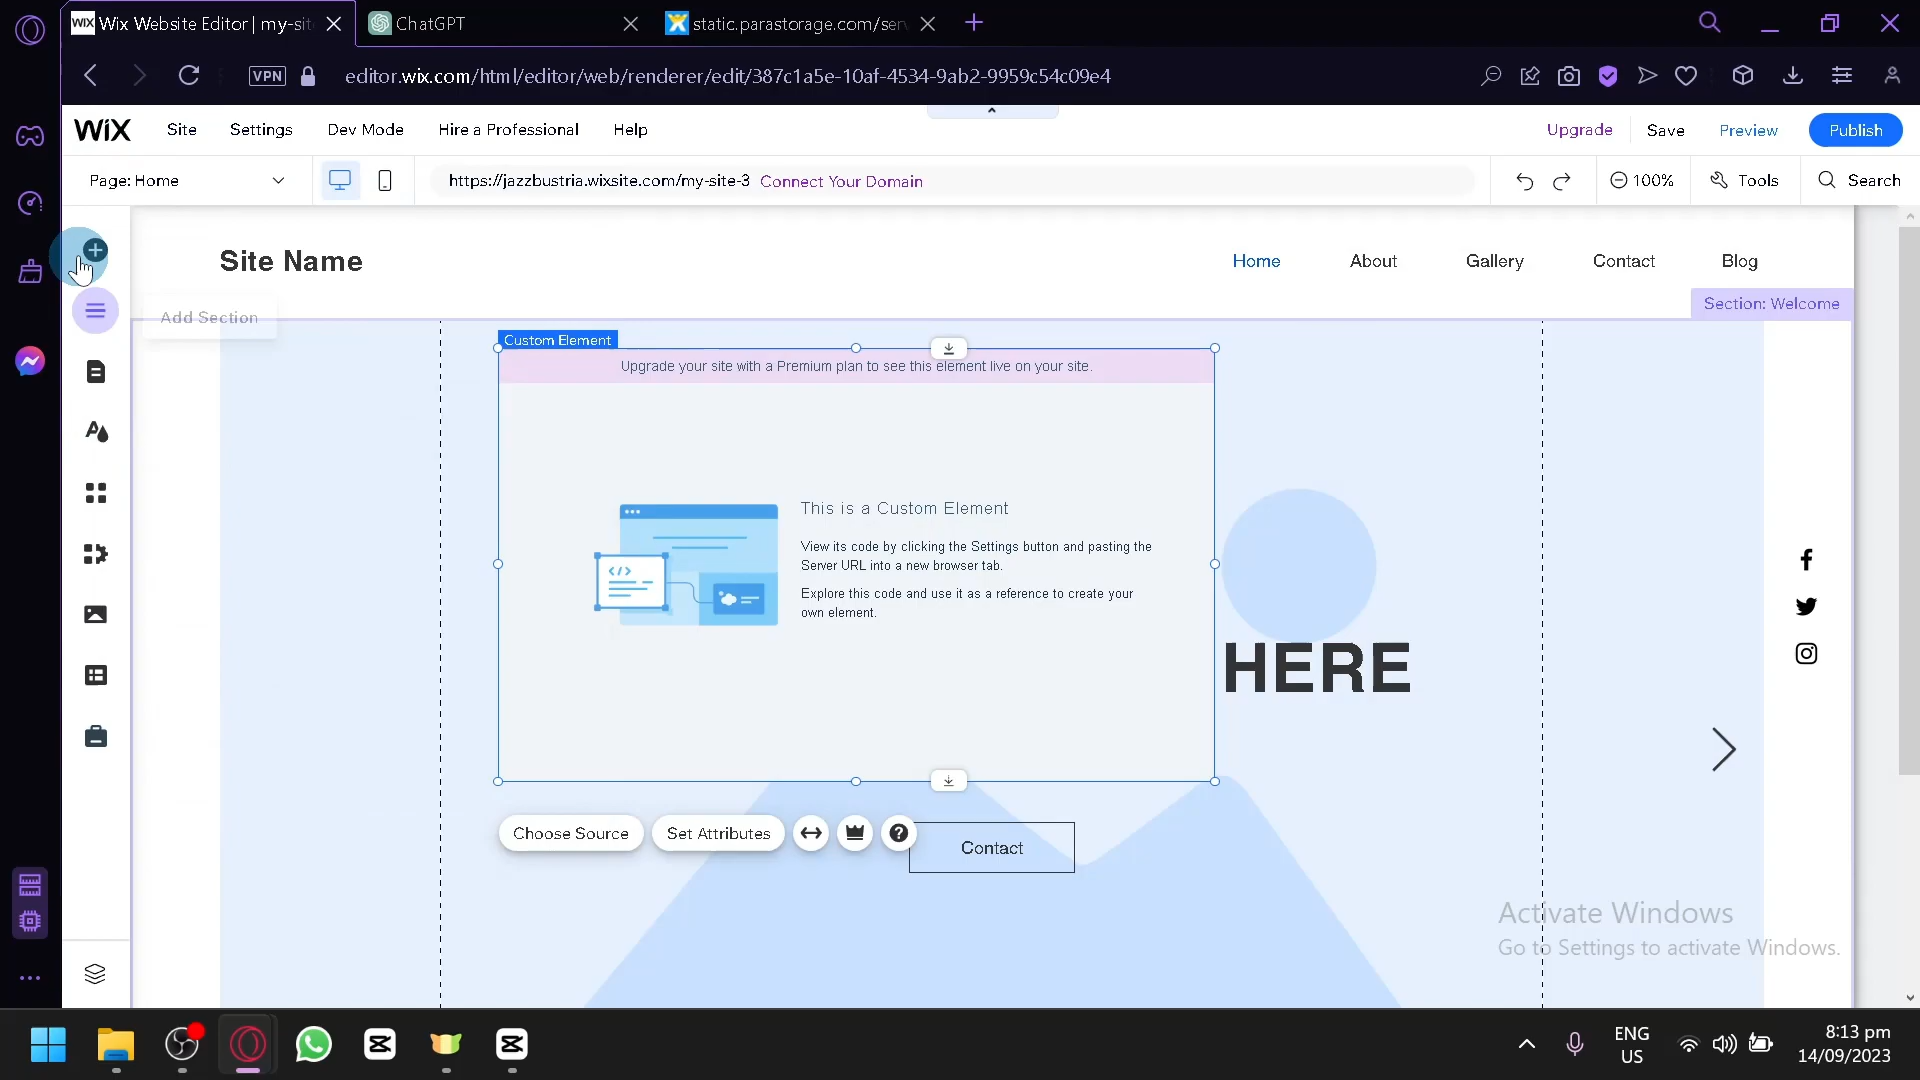 WiX Wix Website Editor | my-sit
ChatGPT
static.parastorage.com/ser
VPN
editor.wix.com/html/editor/web/renderer/edit/387c1a5e-10af-4534-9ab2-9959c54c09e4
WiX
Site
Settings
Dev Mode
Hire a Professional
Help
Upgrade
Save
Preview
Publish
Page: Home
https://jazzbustria.wixsite.com/my-site-3
Connect Your Domain
100%
Tools
Search
Site Name
Home
About
Gallery
Contact
Blog
Section: Welcome
Add Section
Custom Element
Upgrade your site with a Premium plan to see this element live on your site.
This is a Custom Element
View its code by clicking the Settings button and pasting the
Server URL into a new browser tab.
Explore this code and use it as a reference to create your
own element.
HERE
Choose Source
Set Attributes
Contact
Activate Windows
Go to Settings to activate Windows.
ENG
US
8:13 pm
14/09/2023